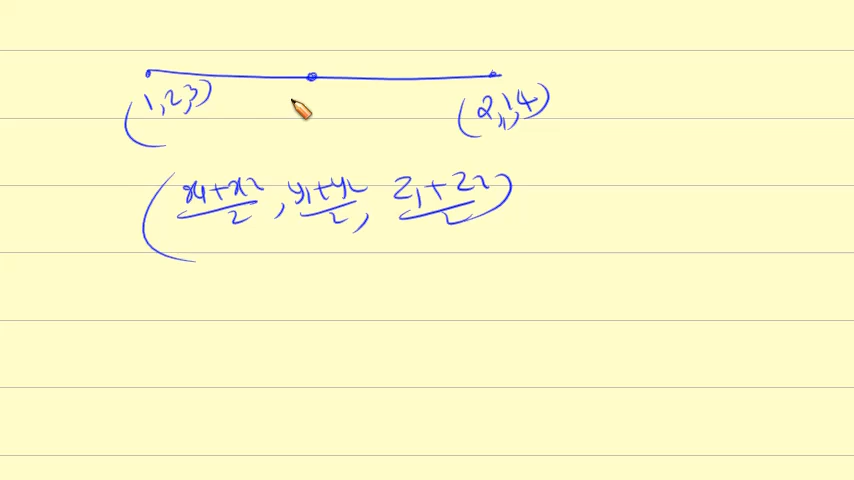 (1,2,3) (2,1,4)
(x1+x2/2, y1+y2/2, z1+z2/2)